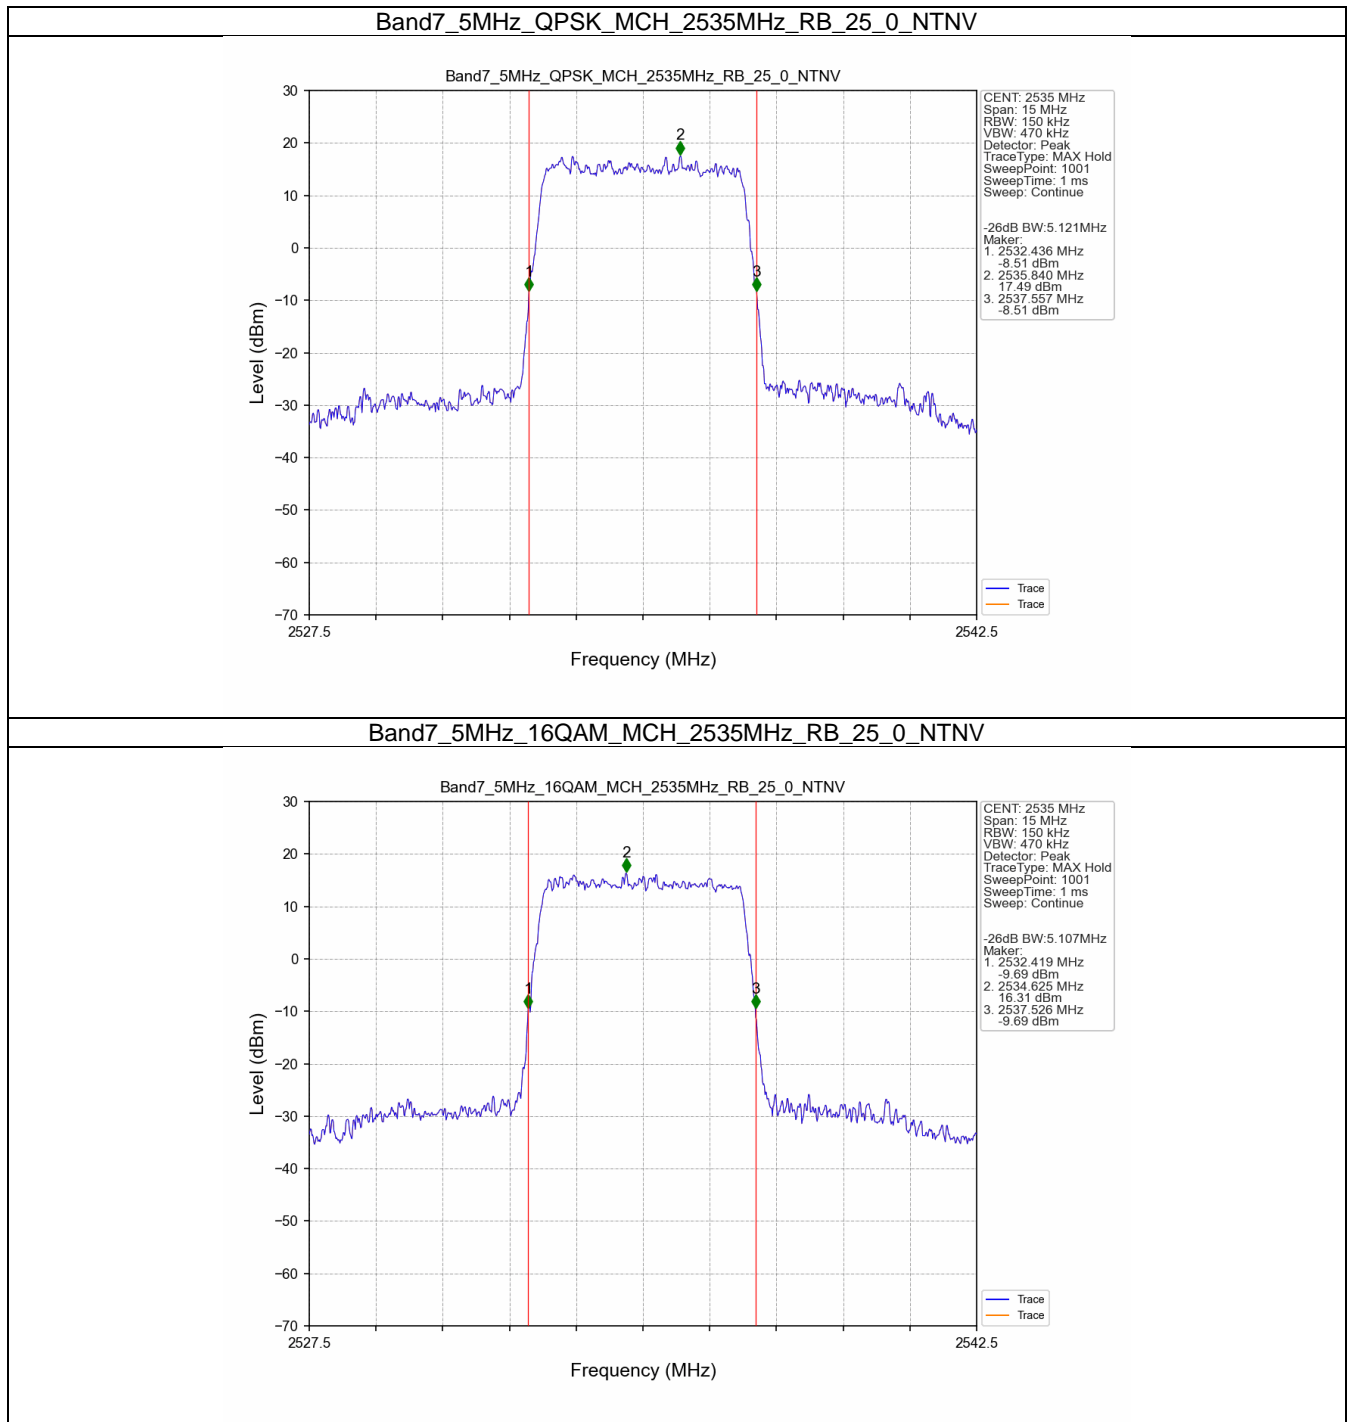 Band7_5MHz_QPSK_MCH_2535MHz_RB_25_0_NTNV
Band7_5MHz_QPSK_MCH_2535MHz_RB_25_0_NTNV
30
20
10
0
−10
−20
−30
−40
−50
−60
−70
Level (dBm)
1
2
3
2527.5
2542.5
Frequency (MHz)
CENT: 2535 MHz
Span: 15 MHz
RBW: 150 kHz
VBW: 470 kHz
Detector: Peak
TraceType: MAX Hold
SweepPoint: 1001
SweepTime: 1 ms
Sweep: Continue
-26dB BW:5.121MHz
Maker:
1. 2532.436 MHz
-8.51 dBm
2. 2535.840 MHz
17.49 dBm
3. 2537.557 MHz
-8.51 dBm
Trace
Trace
Band7_5MHz_16QAM_MCH_2535MHz_RB_25_0_NTNV
Band7_5MHz_16QAM_MCH_2535MHz_RB_25_0_NTNV
30
20
10
0
−10
−20
−30
−40
−50
−60
−70
Level (dBm)
1
2
3
2527.5
2542.5
Frequency (MHz)
CENT: 2535 MHz
Span: 15 MHz
RBW: 150 kHz
VBW: 470 kHz
Detector: Peak
TraceType: MAX Hold
SweepPoint: 1001
SweepTime: 1 ms
Sweep: Continue
-26dB BW:5.107MHz
Maker:
1. 2532.419 MHz
-9.69 dBm
2. 2534.625 MHz
16.31 dBm
3. 2537.526 MHz
-9.69 dBm
Trace
Trace